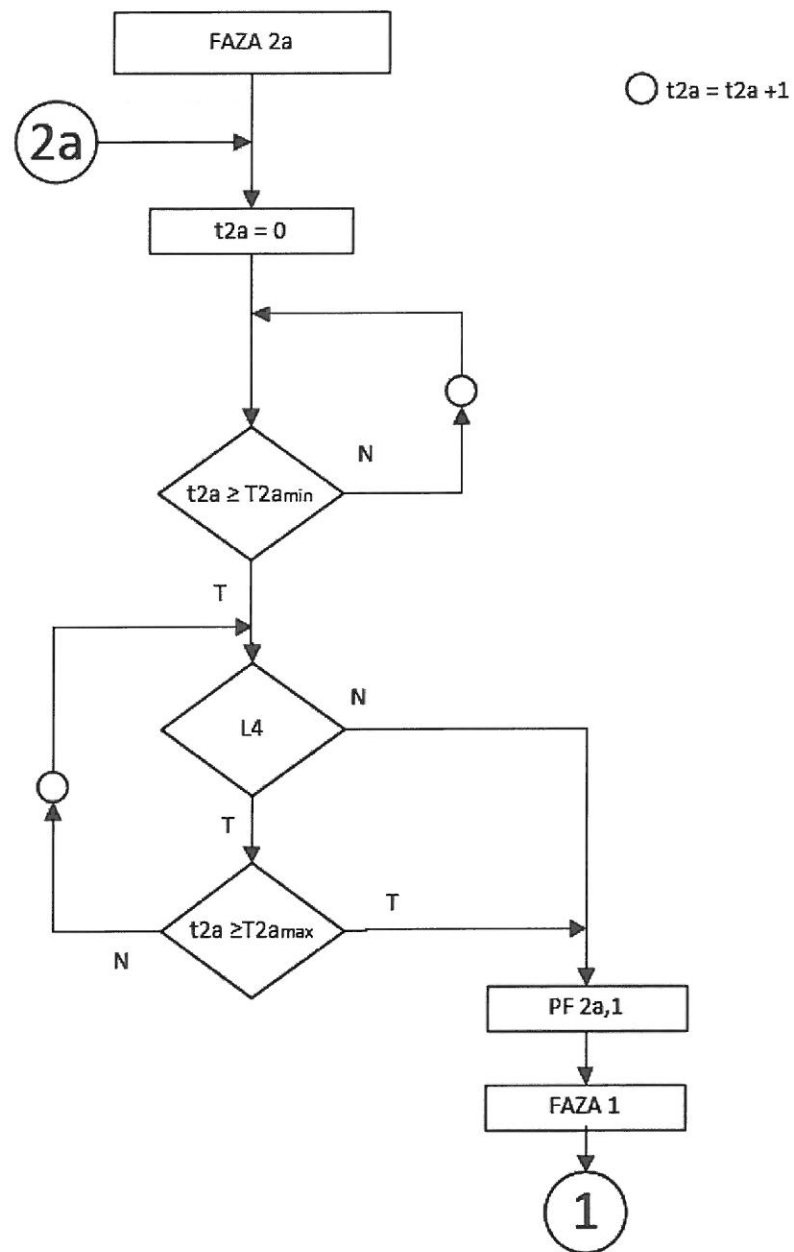 FAZA 2a
t2a = t2a +1
2a
t2a = 0
N
t2a ≥ T2amin
T
N
L4
T
T
t2a ≥T2amax
N
PF 2a,1
FAZA 1
1